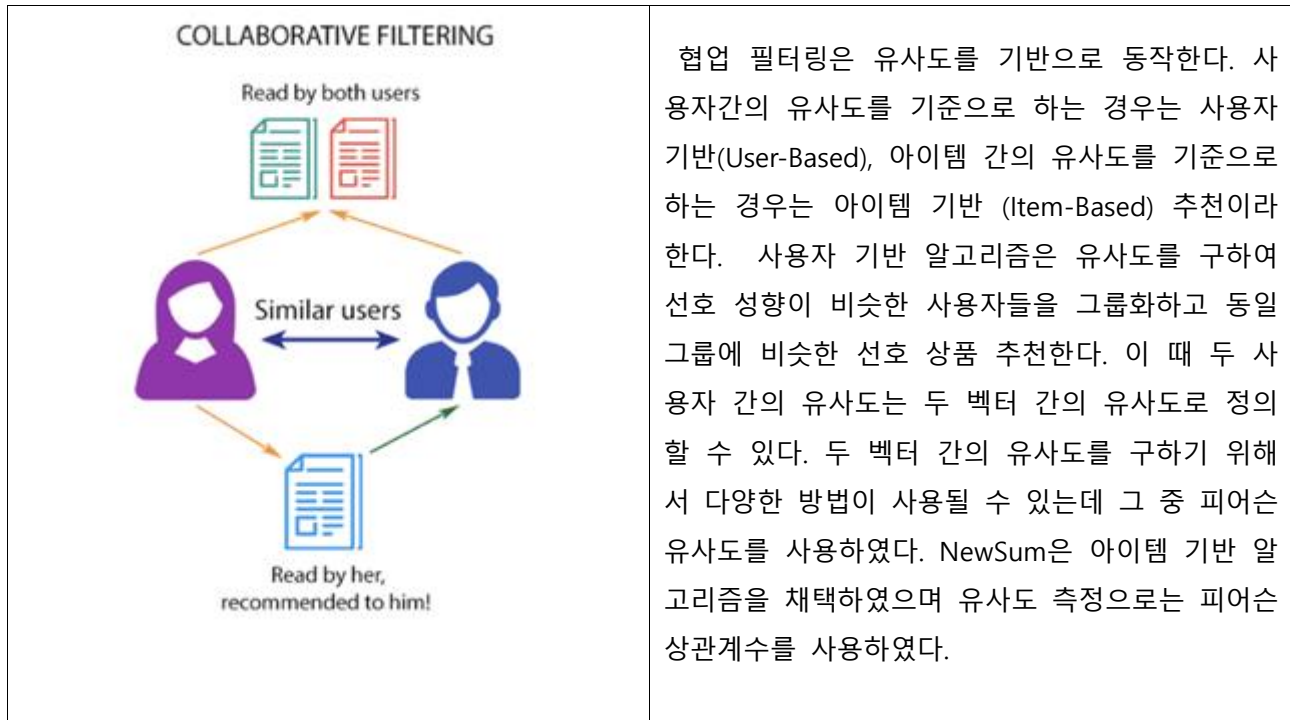 COLLABORATIVE FILTERING
Read by both users
Similar users
Read by her,
recommended to him!
협업 필터링은 유사도를 기반으로 동작한다. 사
용자간의 유사도를 기준으로 하는 경우는 사용자
기반(User-Based), 아이템 간의 유사도를 기준으로
하는 경우는 아이템 기반 (Item-Based) 추천이라
한다. 사용자 기반 알고리즘은 유사도를 구하여
선호 성향이 비슷한 사용자들을 그룹화하고 동일
그룹에 비슷한 선호 상품 추천한다. 이 때 두 사
용자 간의 유사도는 두 벡터 간의 유사도로 정의
할 수 있다. 두 벡터 간의 유사도를 구하기 위해
서 다양한 방법이 사용될 수 있는데 그 중 피어슨
유사도를 사용하였다. NewSum은 아이템 기반 알
고리즘을 채택하였으며 유사도 측정으로는 피어슨
상관계수를 사용하였다.